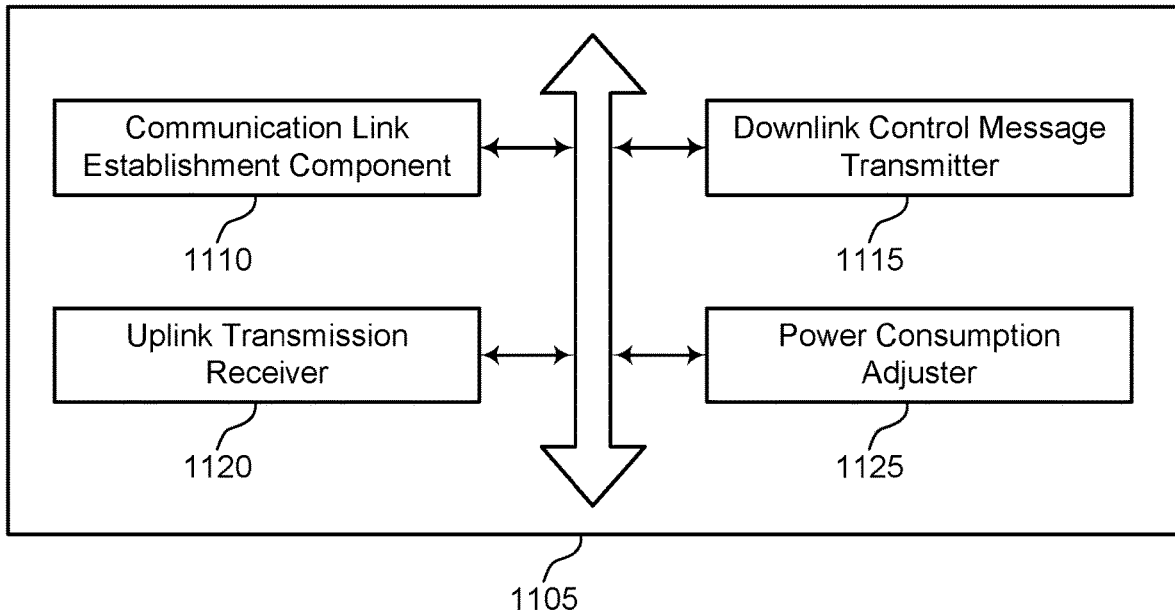 Communication Link
Establishment Component
1110
Downlink Control Message
Transmitter
1115
Uplink Transmission
Receiver
1120
Power Consumption
Adjuster
1125
1105